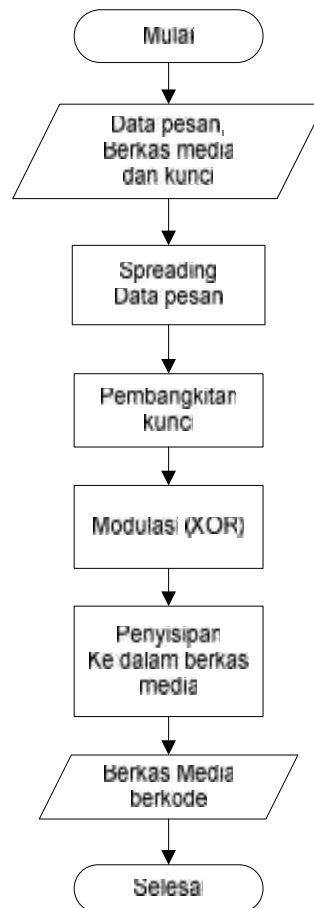 Mulai
Data pesan,
Berkas media
dan kunci
Spreading
Data pesan
Pembangkitan
kunci
Modulasi (XOR)
Penyisipan
Ke dalam berkas
media
Berkas Media
berkode
Selesai